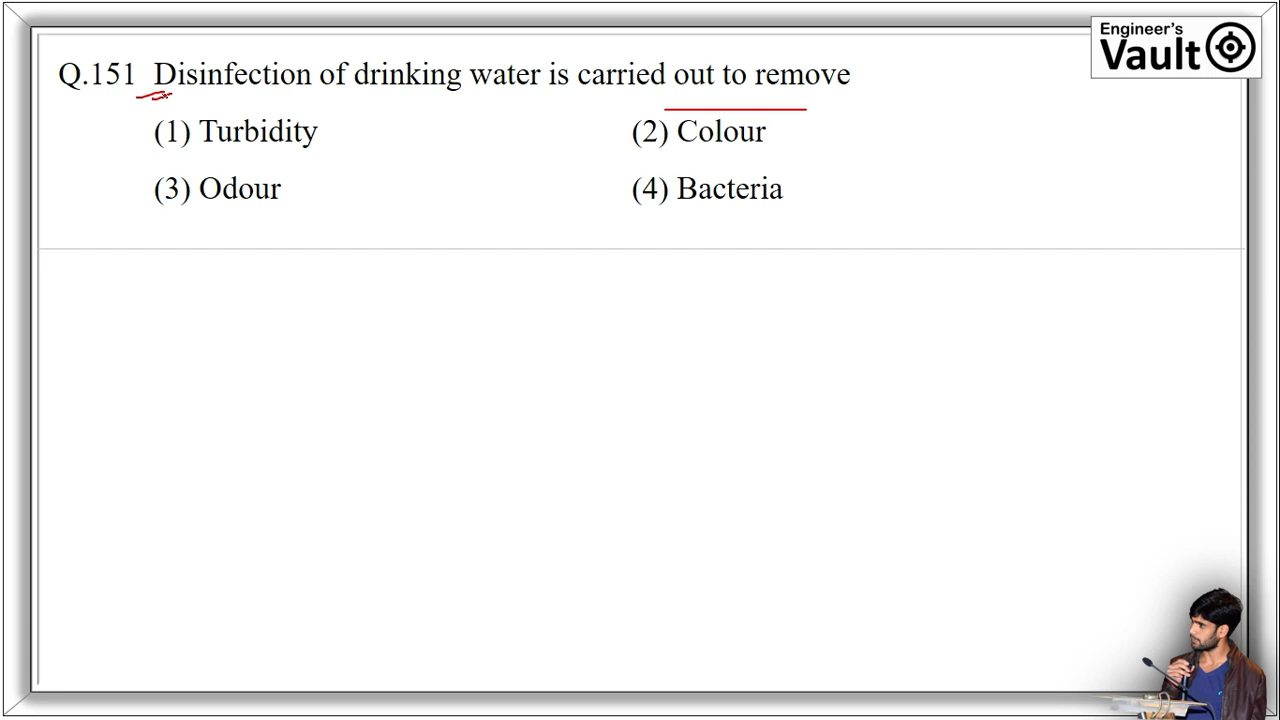 Engineer's
Vault
Q.151 Disinfection of drinking water is carried out to remove
(1) Turbidity (2) Colour
(3) Odour (4) Bacteria